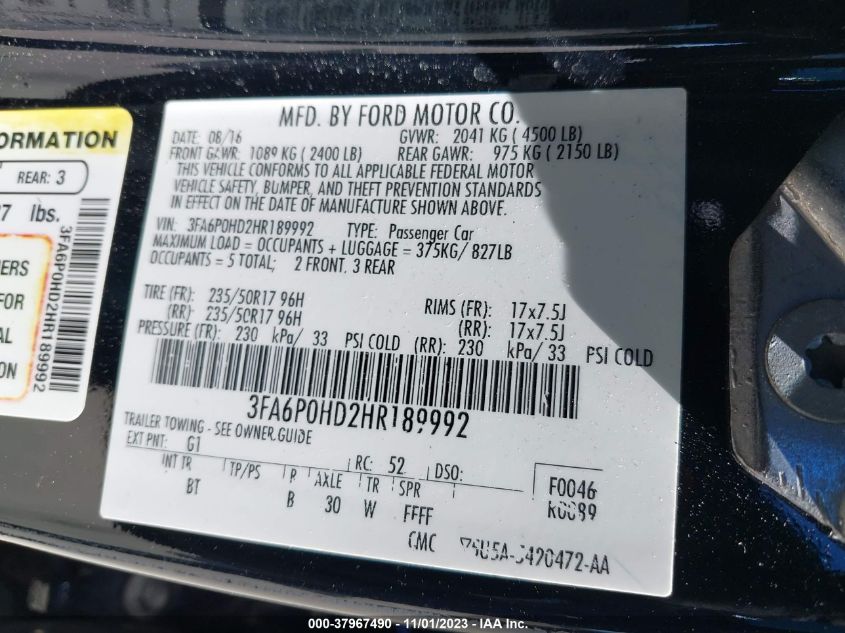 ORMATION
REAR: 3
7 lbs.
ERS
FOR
AL
ON
3FA6P0HD2HR189992
MFD. BY FORD MOTOR CO.
DATE: 08/16 GVWR: 2041 KG ( 4500 LB)
FRONT GAWR: 1089 KG ( 2400 LB) REAR GAWR: 975 KG ( 2150 LB)
THIS VEHICLE CONFORMS TO ALL APPLICABLE FEDERAL MOTOR
VEHICLE SAFETY, BUMPER, AND THEFT PREVENTION STANDARDS
IN EFFECT ON THE DATE OF MANUFACTURE SHOWN ABOVE.
VIN: 3FA6P0HD2HR189992 TYPE: Passenger Car
MAXIMUM LOAD = OCCUPANTS + LUGGAGE = 375KG/ 827LB
OCCUPANTS = 5 TOTAL; 2 FRONT, 3 REAR
TIRE (FR): 235/50R17 96H RIMS (FR): 17x7.5J
(RR): 235/50R17 96H (RR): 17x7.5J
PRESSURE (FR): 230 kPa/ 33 PSI COLD (RR): 230 kPa/ 33 PSI COLD
3FA6P0HD2HR189992
TRAILER TOWING - SEE OWNER GUIDE
EXT PNT: G1 RC: 52 DSO: F0046
INT TR TP/PS R AXLE TR SPR R0089
BT B 30 W FFFF
CMC 5420472-AA
000-37967490 - 11/01/2023 - IAAI.com